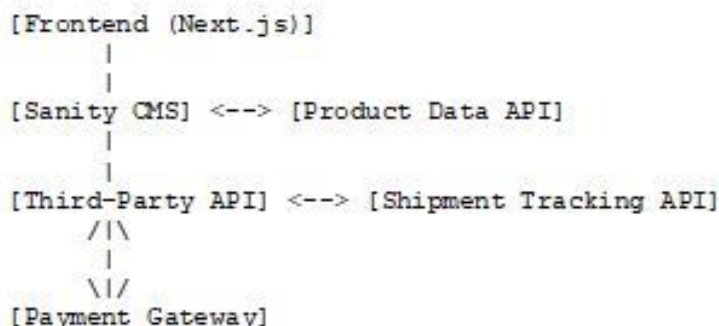 [Frontend (Next.js)]
|
|
[Sanity CMS] <--> [Product Data API]
|
|
[Third-Party API] <--> [Shipment Tracking API]
/|\
|
\|/
[Payment Gateway]